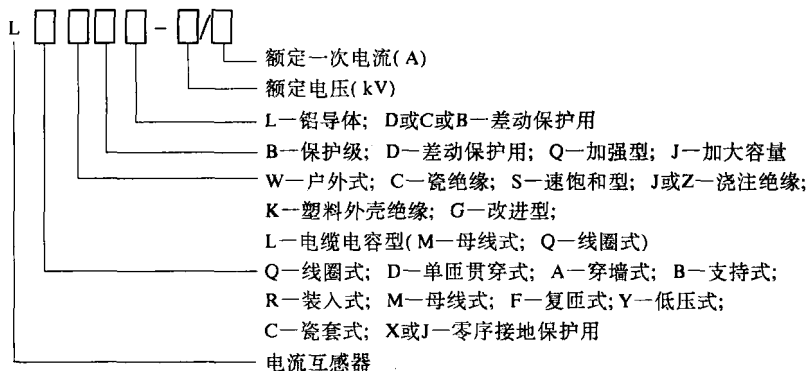 L□□□□-□/□
额定一次电流(A)
额定电压(kV)
L—铝导体; D或C或B—差动保护用
B—保护级; D—差动保护用; Q—加强型; J—加大容量
W—户外式; C—瓷绝缘; S—速饱和型; J或Z—浇注绝缘;
K—塑料外壳绝缘; G—改进型;
L—电缆电容型(M—母线式; Q—线圈式)
Q—线圈式; D—单匝贯穿式; A—穿墙式; B—支持式;
R—装入式; M—母线式; F—复匝式; Y—低压式;
C—瓷套式; X或J—零序接地保护用
电流互感器